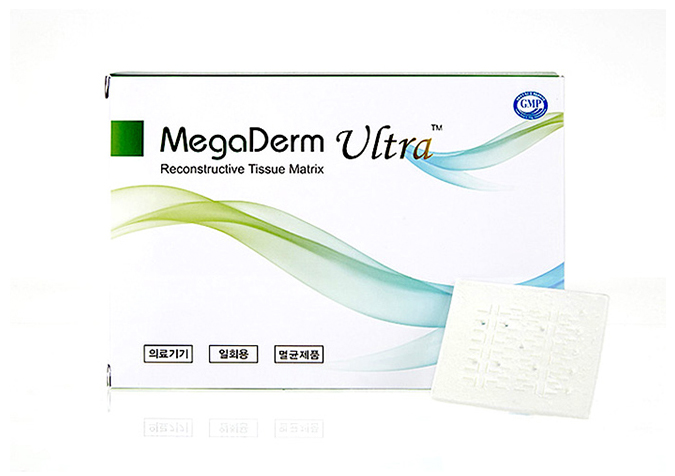 GMP
MegaDerm Ultra™
Reconstructive Tissue Matrix
의료기기 일회용 멸균제품